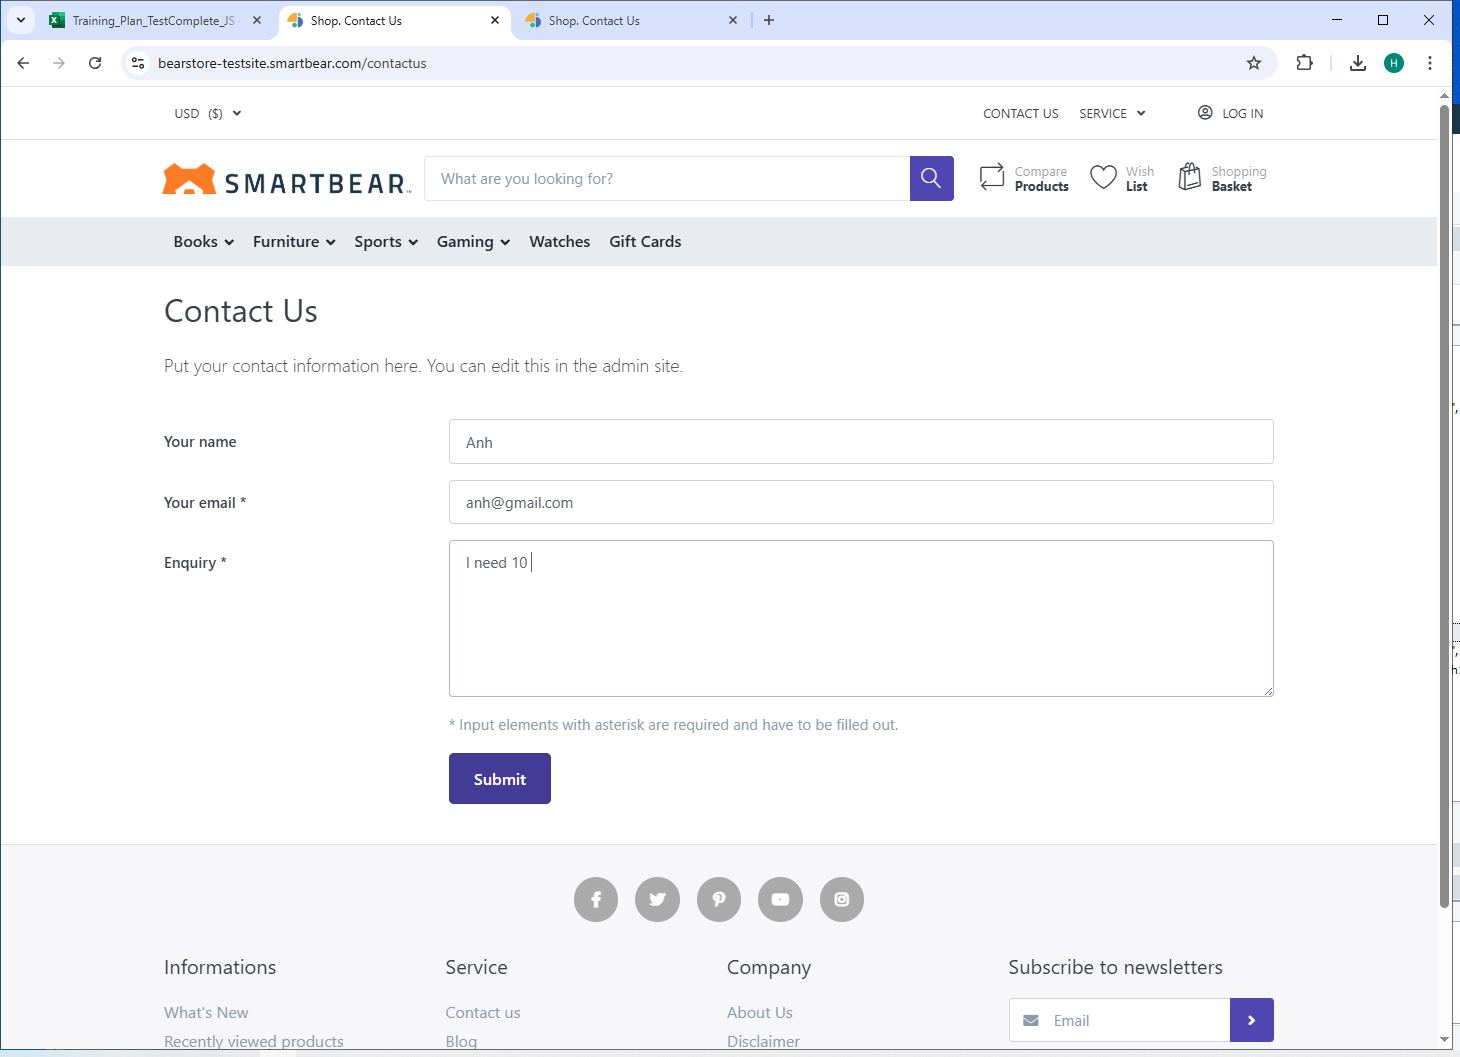 Training_Plan_TestComplete_JS
Shop. Contact Us
Shop. Contact Us
bearstore-testsite.smartbear.com/contactus
H
USD ($)
CONTACT US
SERVICE
LOG IN
SMARTBEAR
What are you looking for?
Compare
Products
Wish
List
Shopping
Basket
Books
Furniture
Sports
Gaming
Watches
Gift Cards
Contact Us
Put your contact information here. You can edit this in the admin site.
Your name
Anh
Your email *
anh@gmail.com
Enquiry *
I need 10
* Input elements with asterisk are required and have to be filled out.
Submit
Informations
Service
Company
Subscribe to newsletters
What's New
Contact us
About Us
Email
Recently viewed products
Blog
Disclaimer